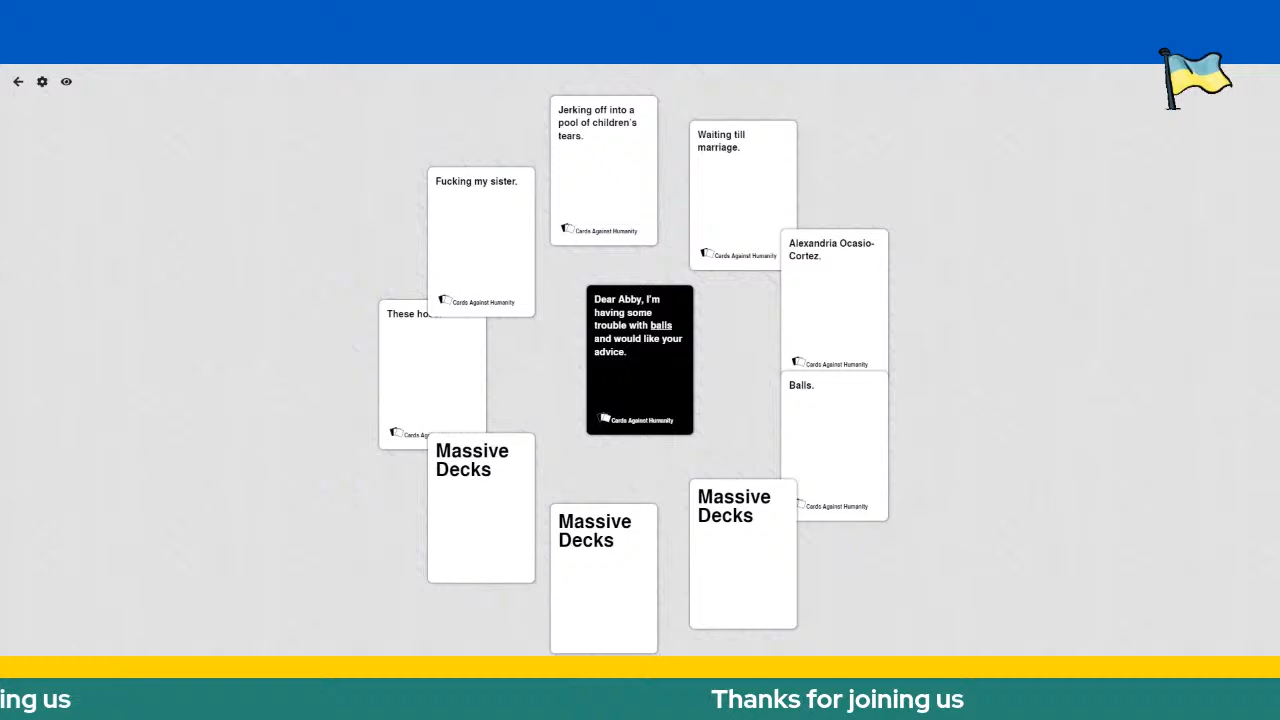 Jerking off into a
pool of children's
tears.
Cards Against Humanity
Waiting till
marriage.
Cards Against Humanity
Fucking my sister.
Cards Against Humanity
Alexandria Ocasio-
Cortez.
Cards Against Humanity
Dear Abby, I'm
having some
trouble with balls
and would like your
advice.
Cards Against Humanity
These ho
Cards Ag
Balls.
Cards Against Humanity
Massive
Decks
Massive
Decks
Massive
Decks
ing us
Thanks for joining us